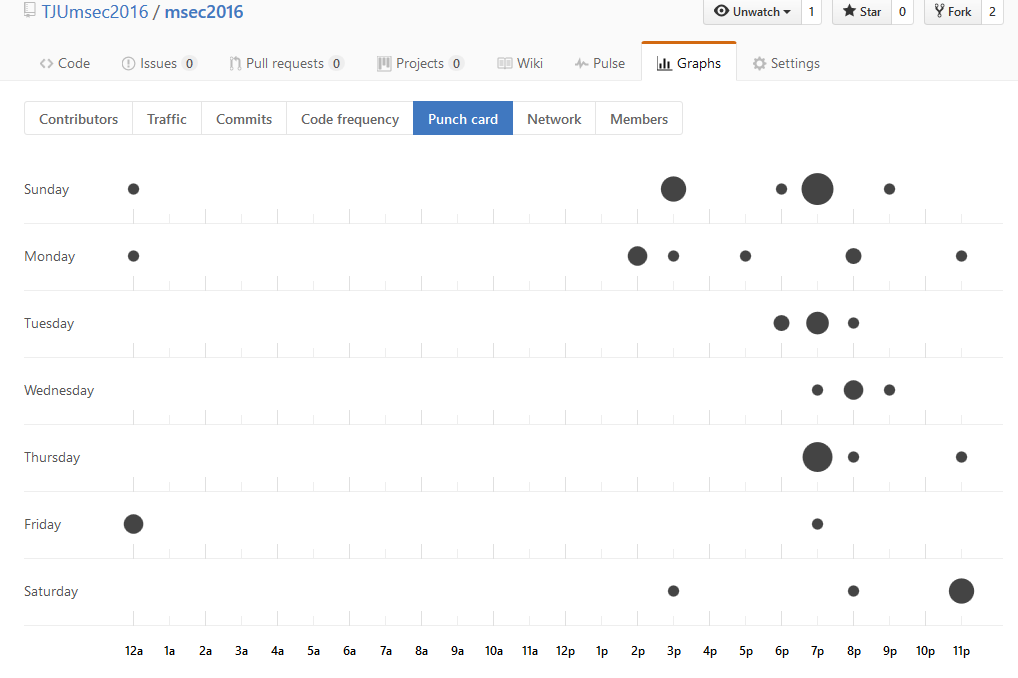 TJUmsec2016 / msec2016
Unwatch 1 Star 0 Fork 2
Code Issues 0 Pull requests 0 Projects 0 Wiki Pulse Graphs Settings
Contributors Traffic Commits Code frequency Punch card Network Members
Sunday
Monday
Tuesday
Wednesday
Thursday
Friday
Saturday
12a 1a 2a 3a 4a 5a 6a 7a 8a 9a 10a 11a 12p 1p 2p 3p 4p 5p 6p 7p 8p 9p 10p 11p